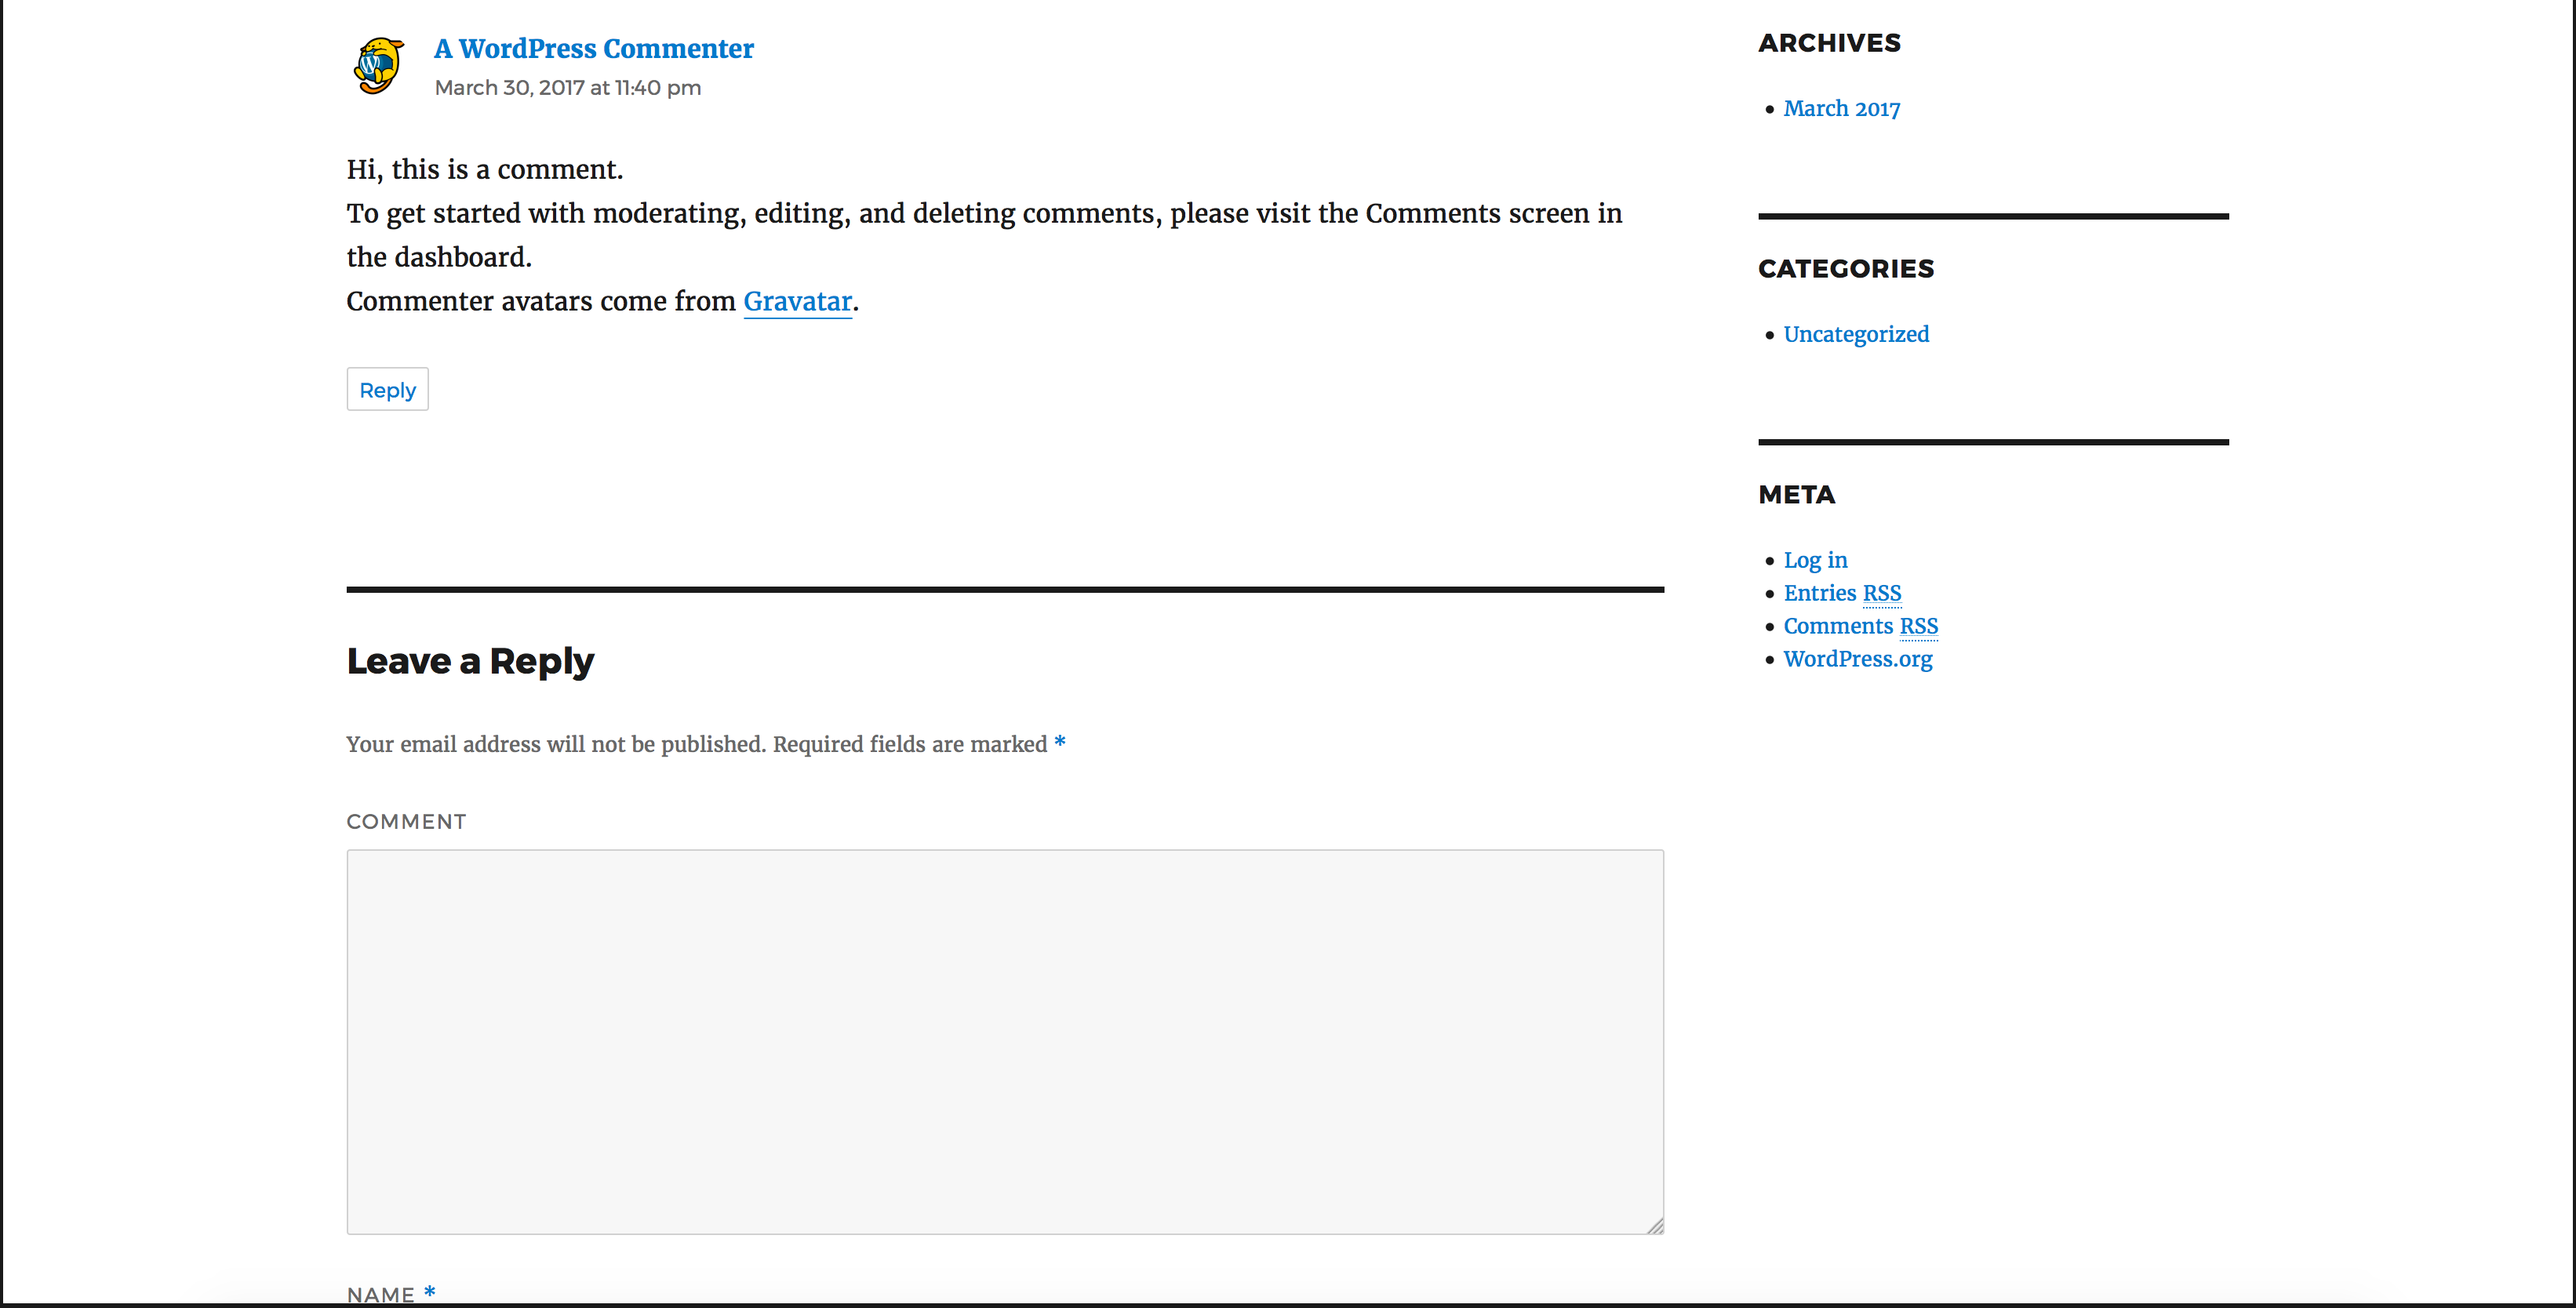 A WordPress Commenter
March 30, 2017 at 11:40 pm
Hi, this is a comment.
To get started with moderating, editing, and deleting comments, please visit the Comments screen in
the dashboard.
Commenter avatars come from Gravatar.
Reply
Leave a Reply
Your email address will not be published. Required fields are marked *
COMMENT
NAME *
ARCHIVES
March 2017
CATEGORIES
Uncategorized
META
Log in
Entries RSS
Comments RSS
WordPress.org